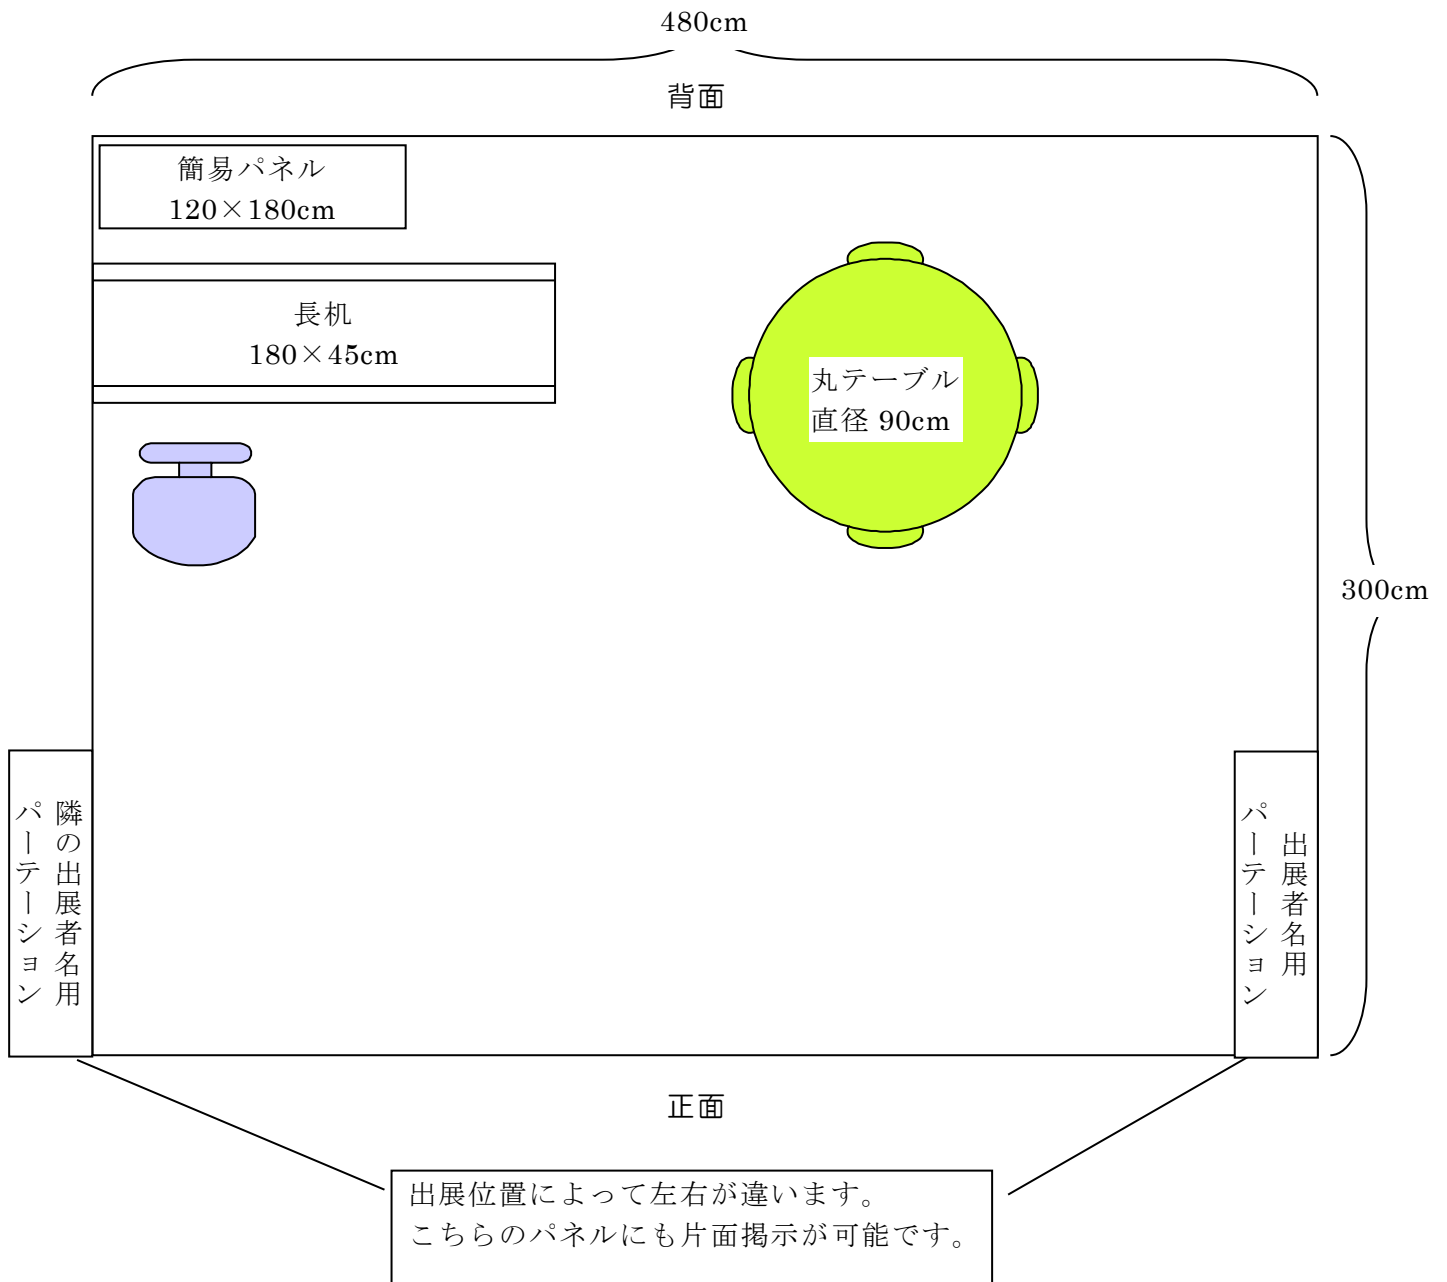 480cm
背面
簡易パネル
120×180cm
長机
180×45cm
丸テーブル
直径 90cm
300cm
隣の出展者名用
パーテーション
出展者名用
パーテーション
正面
出展位置によって左右が違います。
こちらのパネルにも片面掲示が可能です。